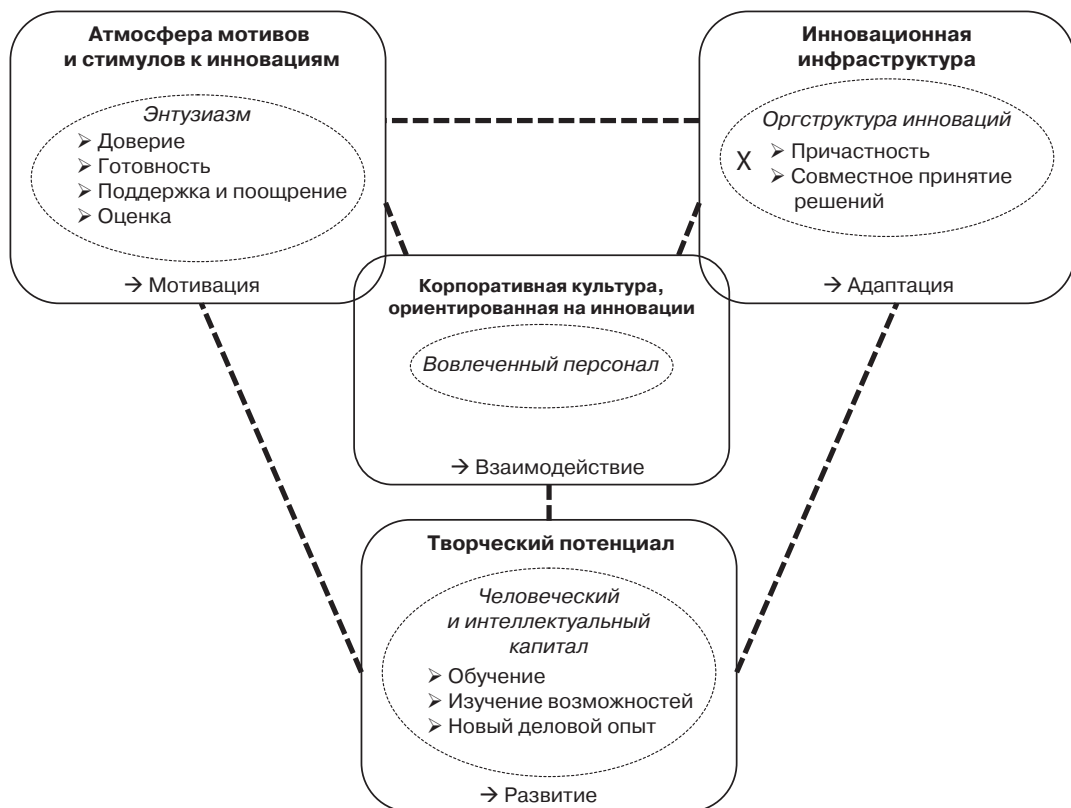 Атмосфера мотивов
и стимулов к инновациям
Энтузиазм
➢ Доверие
➢ Готовность
➢ Поддержка и поощрение
➢ Оценка
→ Мотивация
Инновационная
инфраструктура
Оргструктура инноваций
X
➢ Причастность
➢ Совместное принятие
решений
→ Адаптация
Корпоративная культура,
ориентированная на инновации
Вовлеченный персонал
→ Взаимодействие
Творческий потенциал
Человеческий
и интеллектуальный
капитал
➢ Обучение
➢ Изучение возможностей
➢ Новый деловой опыт
→ Развитие